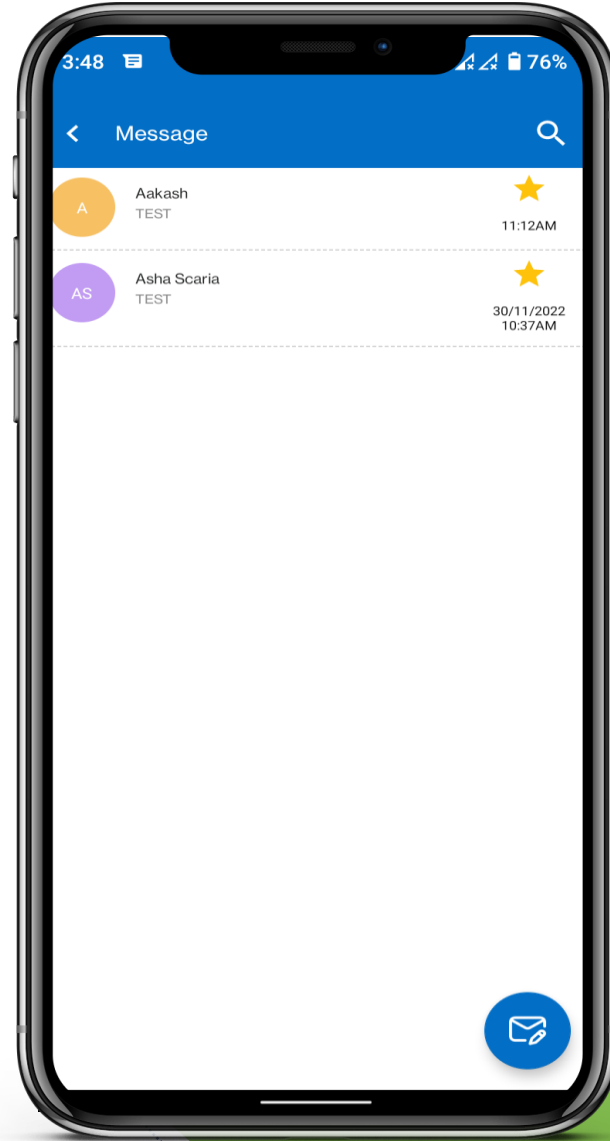 3:48 76%
Message
A
Aakash
TEST
11:12AM
AS
Asha Scaria
TEST
30/11/2022
10:37AM